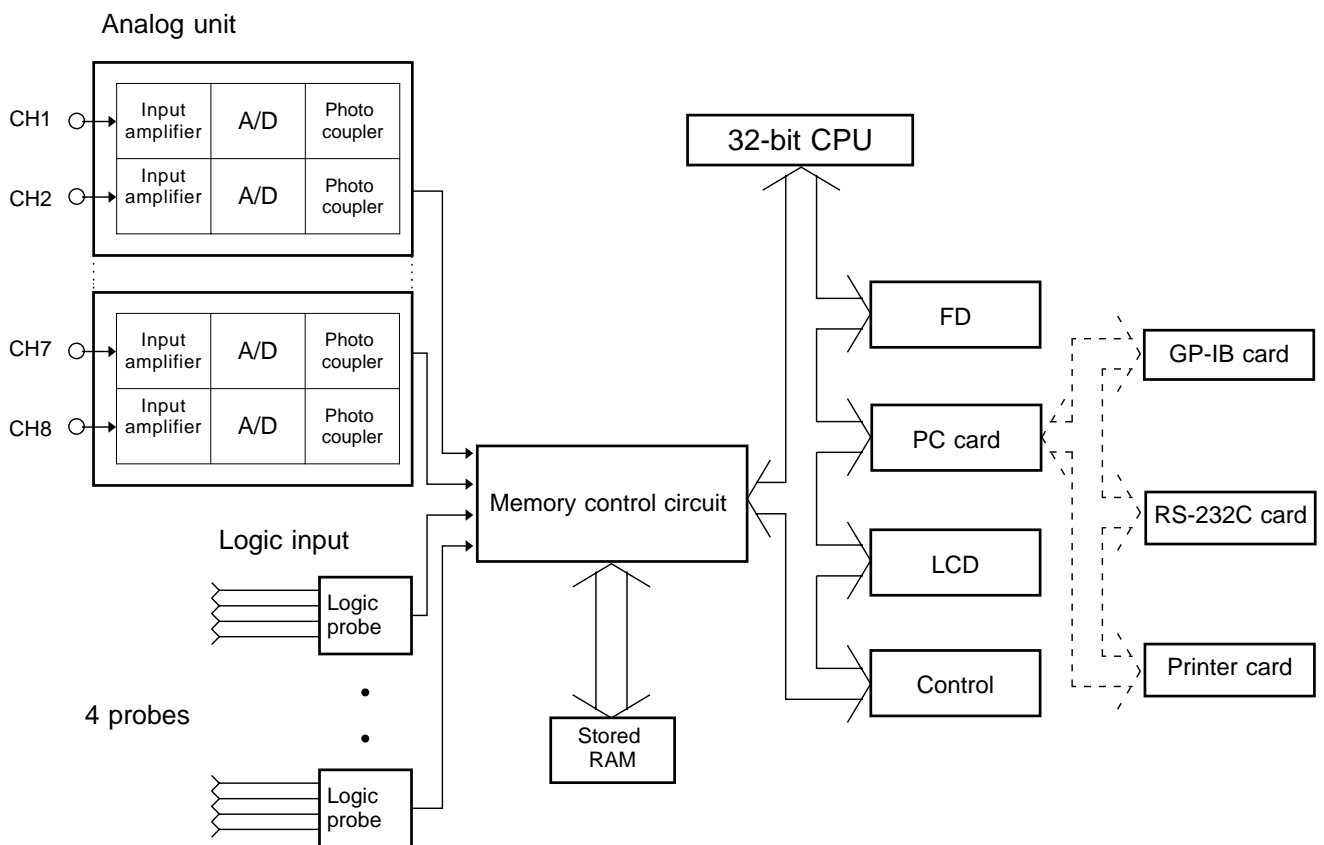 Analog unit
CH1
Input
amplifier
A/D
Photo
coupler
CH2
Input
amplifier
A/D
Photo
coupler
CH7
Input
amplifier
A/D
Photo
coupler
CH8
Input
amplifier
A/D
Photo
coupler
Logic input
Logic
probe
4 probes
Logic
probe
Memory control circuit
Stored
RAM
32-bit CPU
FD
PC card
LCD
Control
GP-IB card
RS-232C card
Printer card